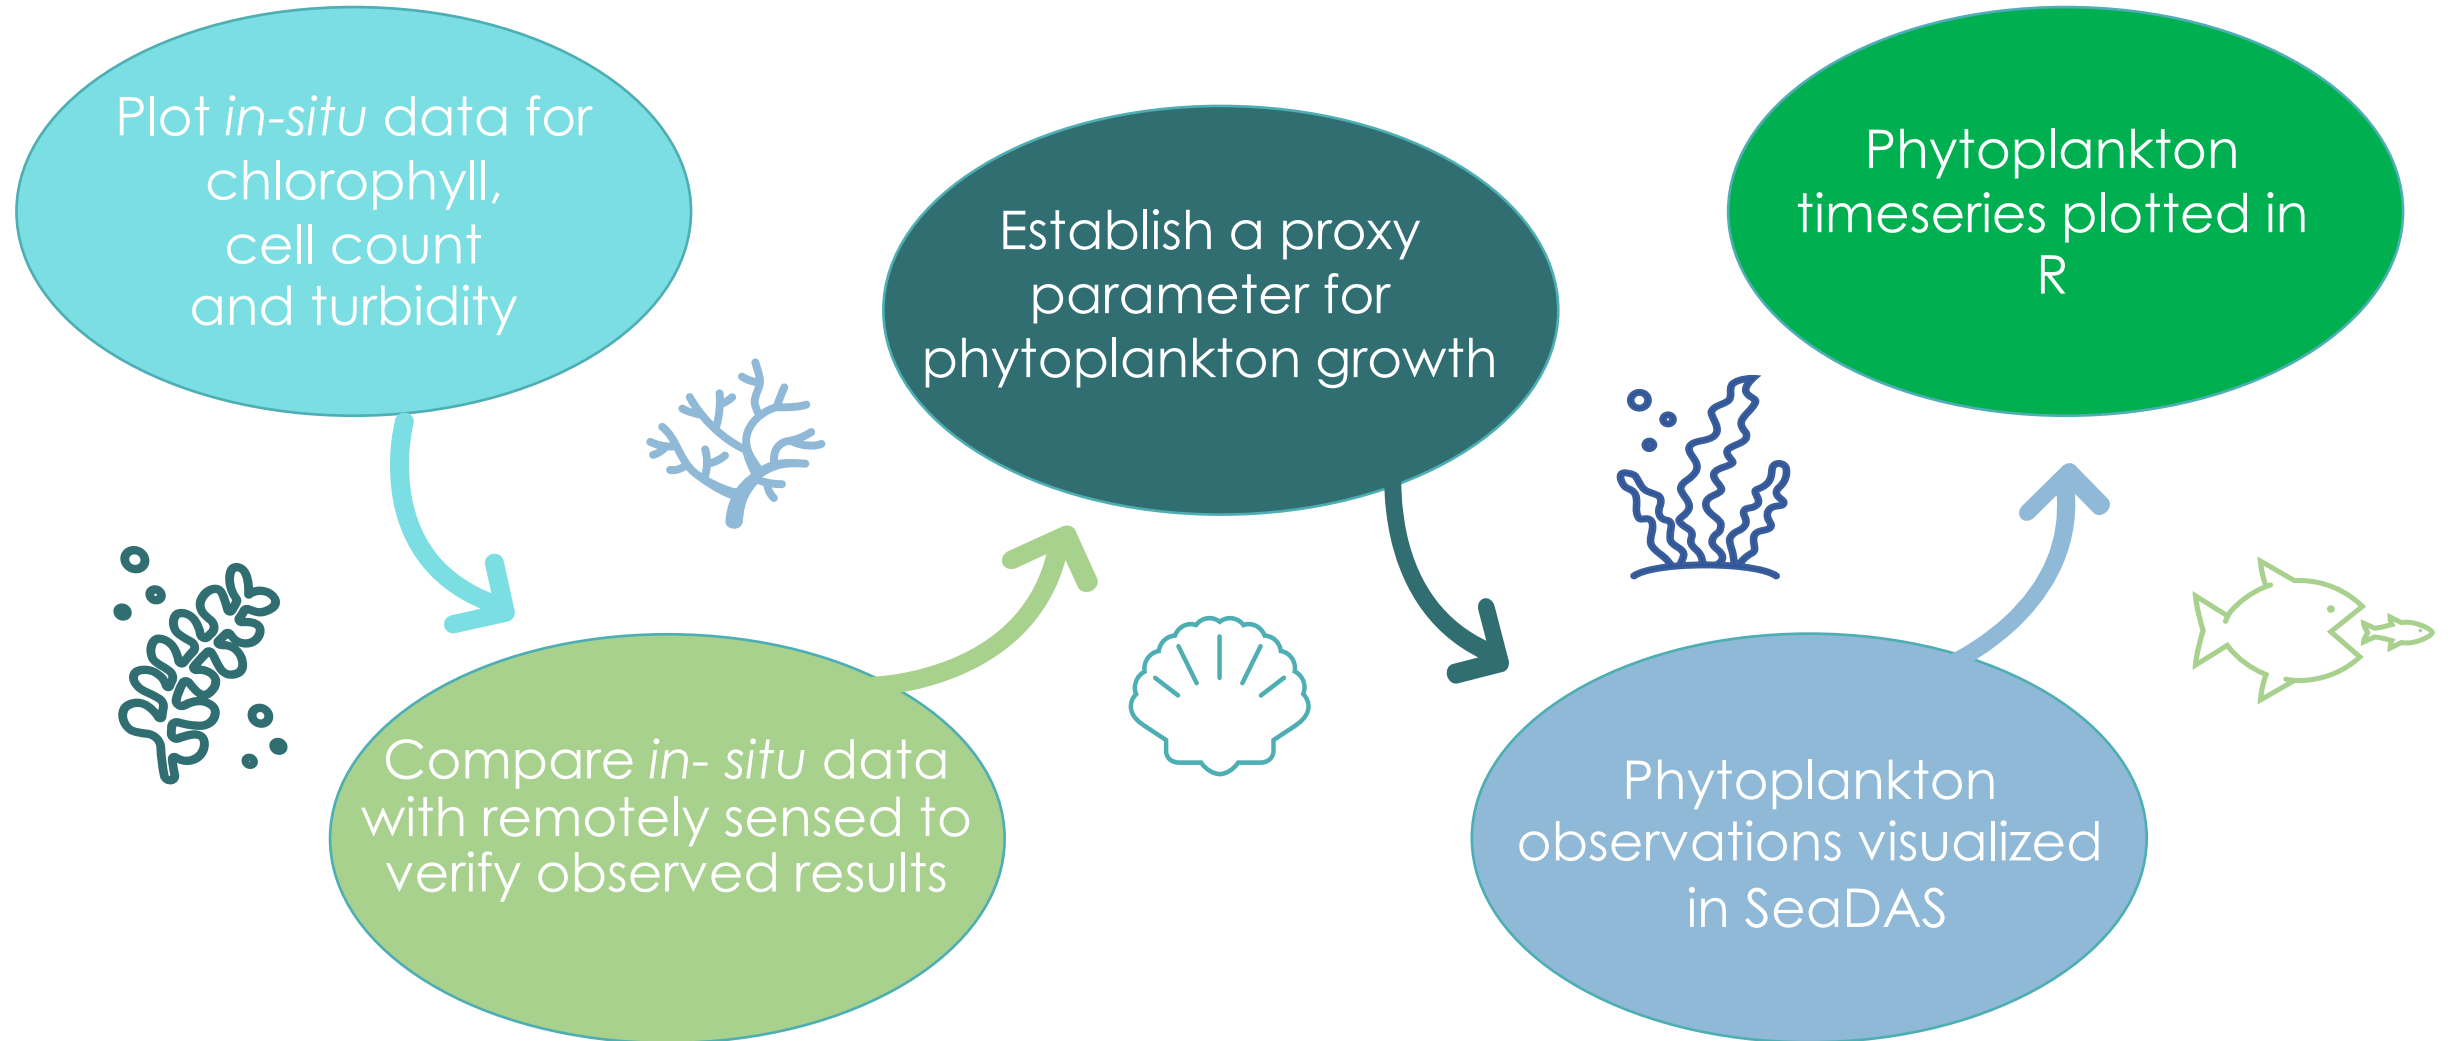 Plot in-situ data for
chlorophyll,
cell count
and turbidity
Compare in- situ data
with remotely sensed to
verify observed results
Establish a proxy
parameter for
phytoplankton growth
Phytoplankton
observations visualized
in SeaDAS
Phytoplankton
timeseries plotted in
R